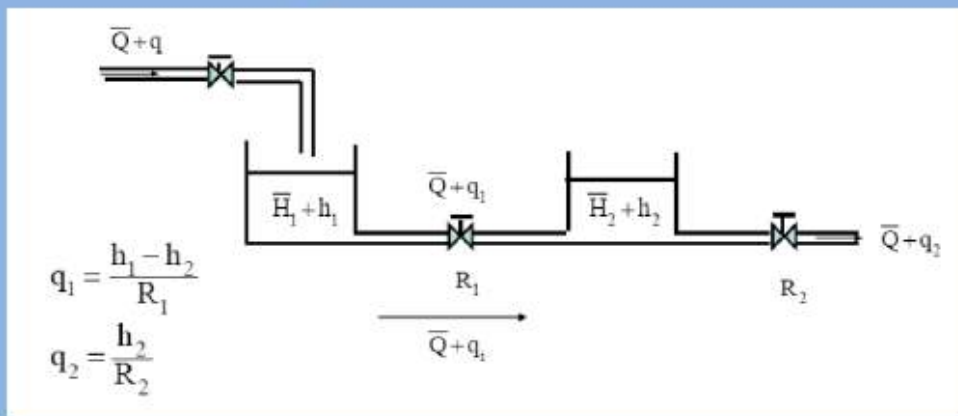 Q̅+q
H̅₁+h₁
Q̅+q₁
H̅₂+h₂
Q̅+q₂
R₁
R₂
Q̅+q₁
q₁ = (h₁−h₂)/R₁
q₂ = h₂/R₂